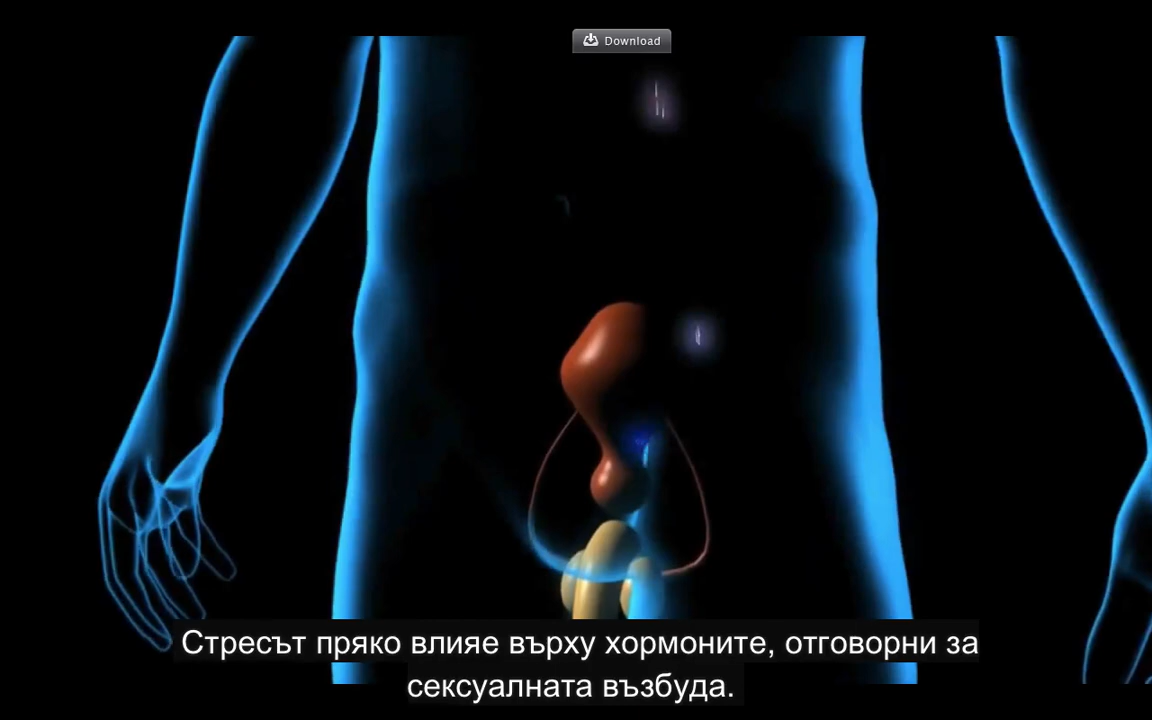 Download
Стресът пряко влияе върху хормоните, отговорни за
сексуалната възбуда.